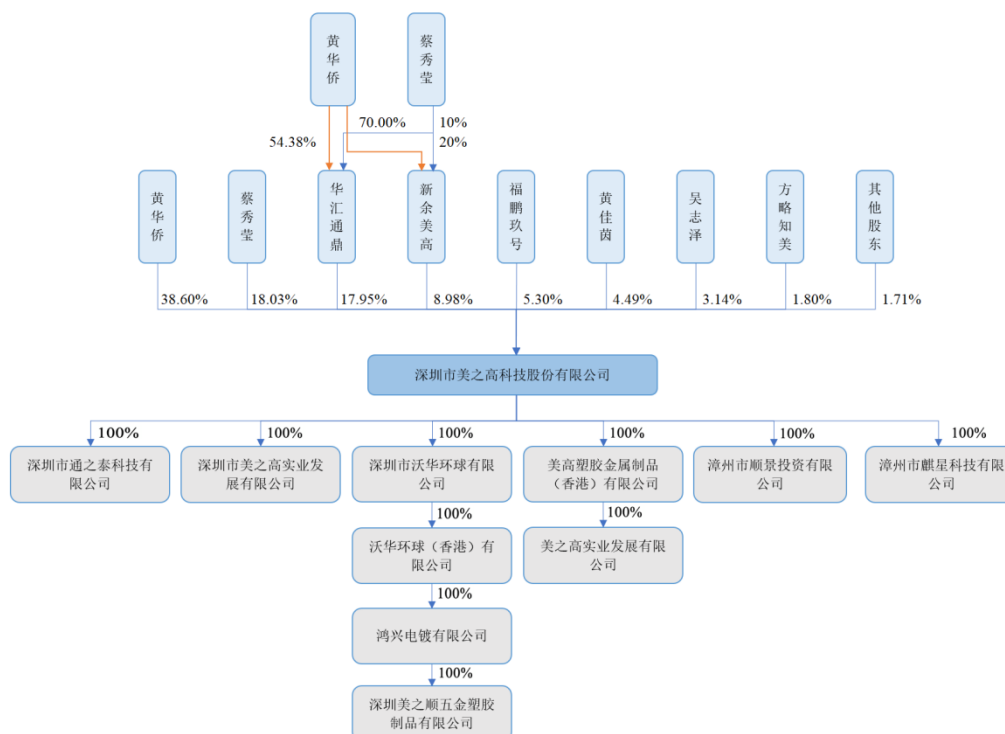 黄华侨
蔡秀莹
70.00%
10%
54.38%
20%
黄华侨
蔡秀莹
华汇通鼎
新余美高
福鹏玖号
黄佳茵
吴志泽
方略知美
其他股东
38.60%
18.03%
17.95%
8.98%
5.30%
4.49%
3.14%
1.80%
1.71%
深圳市美之高科技股份有限公司
100%
100%
100%
100%
100%
100%
深圳市通之泰科技有
限公司
深圳市美之高实业发
展有限公司
深圳市沃华环球有限
公司
美高塑胶金属制品
（香港）有限公司
漳州市顺景投资有限
公司
漳州市麒星科技有限
公司
100%
100%
沃华环球（香港）有
限公司
美之高实业发展有限
公司
100%
鸿兴电镀有限公司
100%
深圳美之顺五金塑胶
制品有限公司